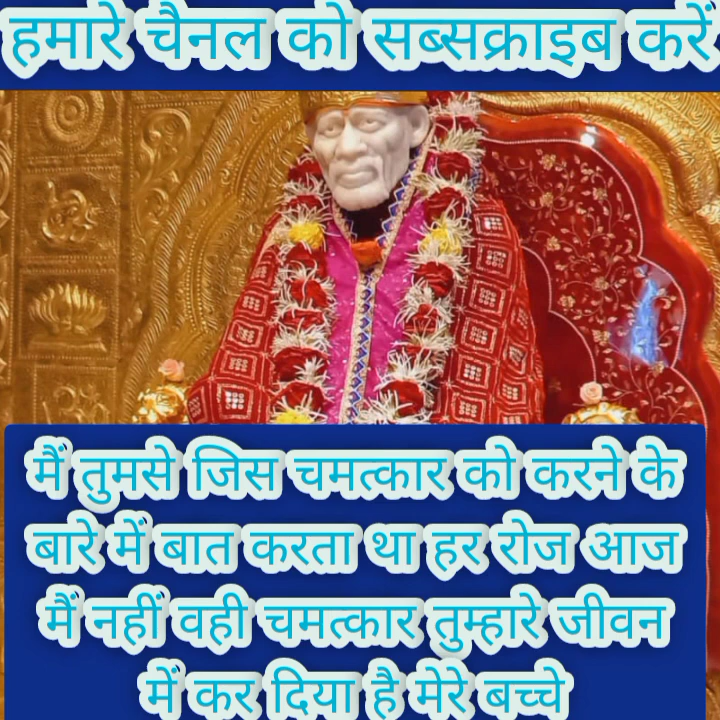 हमारे चैनल को सब्सक्राइब करें
मैं तुमसे जिस चमत्कार को करने के
बारे में बात करता था हर रोज आज
मैं नहीं वही चमत्कार तुम्हारे जीवन
में कर दिया है मेरे बच्चे